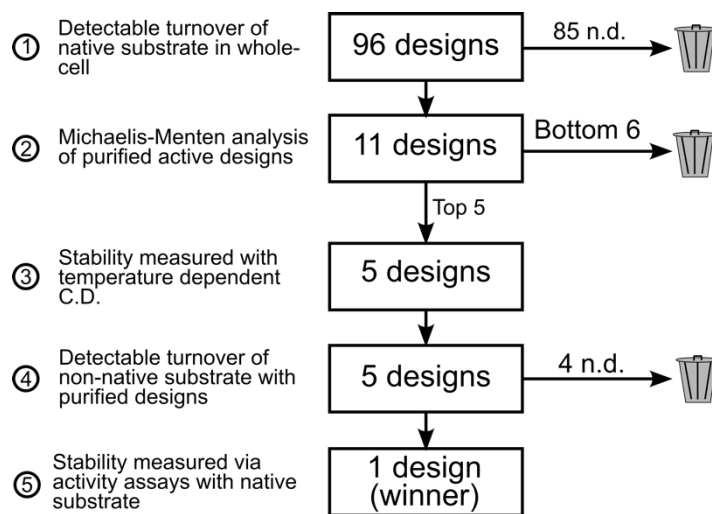 ① Detectable turnover of
native substrate in whole-
cell
96 designs
85 n.d.
② Michaelis-Menten analysis
of purified active designs
11 designs
Bottom 6
Top 5
③ Stability measured with
temperature dependent
C.D.
5 designs
④ Detectable turnover of
non-native substrate with
purified designs
5 designs
4 n.d.
⑤ Stability measured via
activity assays with native
substrate
1 design
(winner)